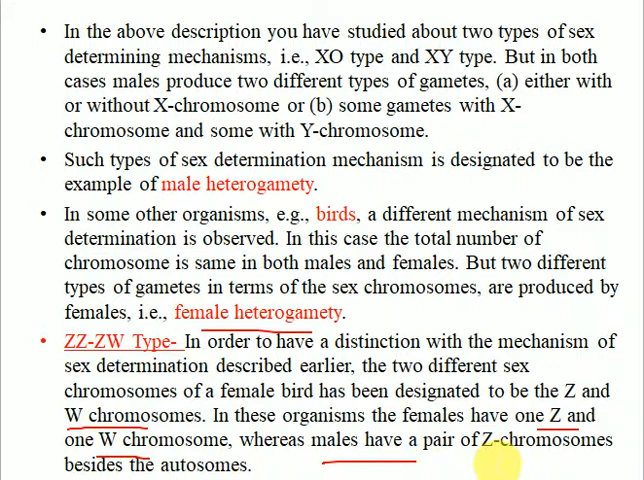 • In the above description you have studied about two types of sex
determining mechanisms, i.e., XO type and XY type. But in both
cases males produce two different types of gametes, (a) either with
or without X-chromosome or (b) some gametes with X-
chromosome and some with Y-chromosome.
• Such types of sex determination mechanism is designated to be the
example of male heterogamety.
• In some other organisms, e.g., birds, a different mechanism of sex
determination is observed. In this case the total number of
chromosome is same in both males and females. But two different
types of gametes in terms of the sex chromosomes, are produced by
females, i.e., female heterogamety.
• ZZ-ZW Type- In order to have a distinction with the mechanism of
sex determination described earlier, the two different sex
chromosomes of a female bird has been designated to be the Z and
W chromosomes. In these organisms the females have one Z and
one W chromosome, whereas males have a pair of Z-chromosomes
besides the autosomes.